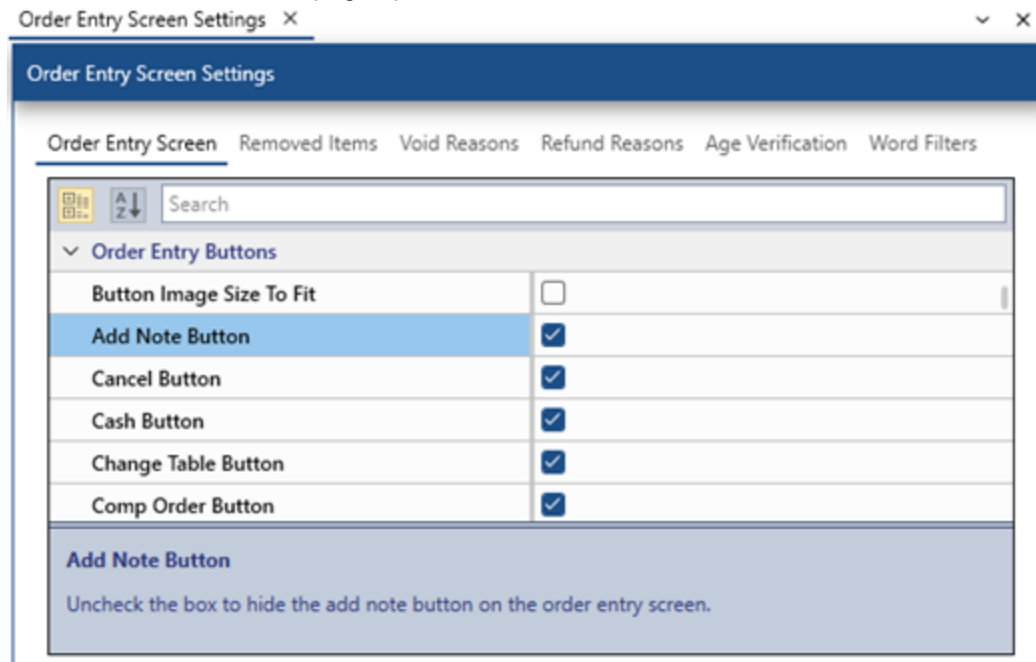 Order Entry Screen Settings
Order Entry Screen Settings
Order Entry Screen Removed Items Void Reasons Refund Reasons Age Verification Word Filters
Search
Order Entry Buttons
Button Image Size To Fit
Add Note Button
Cancel Button
Cash Button
Change Table Button
Comp Order Button
Add Note Button
Uncheck the box to hide the add note button on the order entry screen.